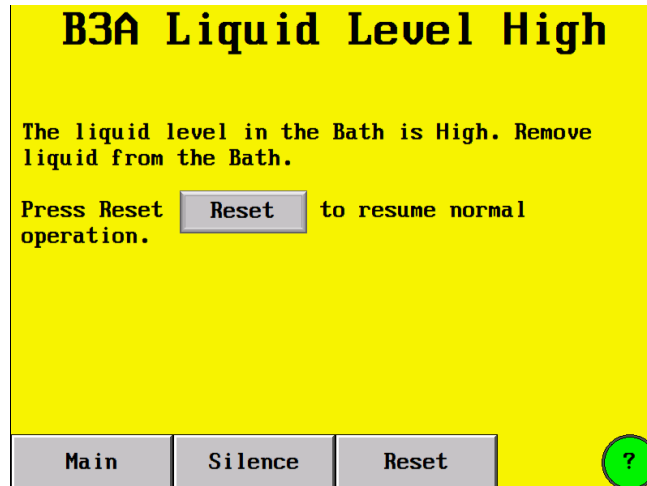 B3A Liquid Level High
The liquid level in the Bath is High. Remove
liquid from the Bath.
Press Reset Reset to resume normal
operation.
Main Silence Reset ?